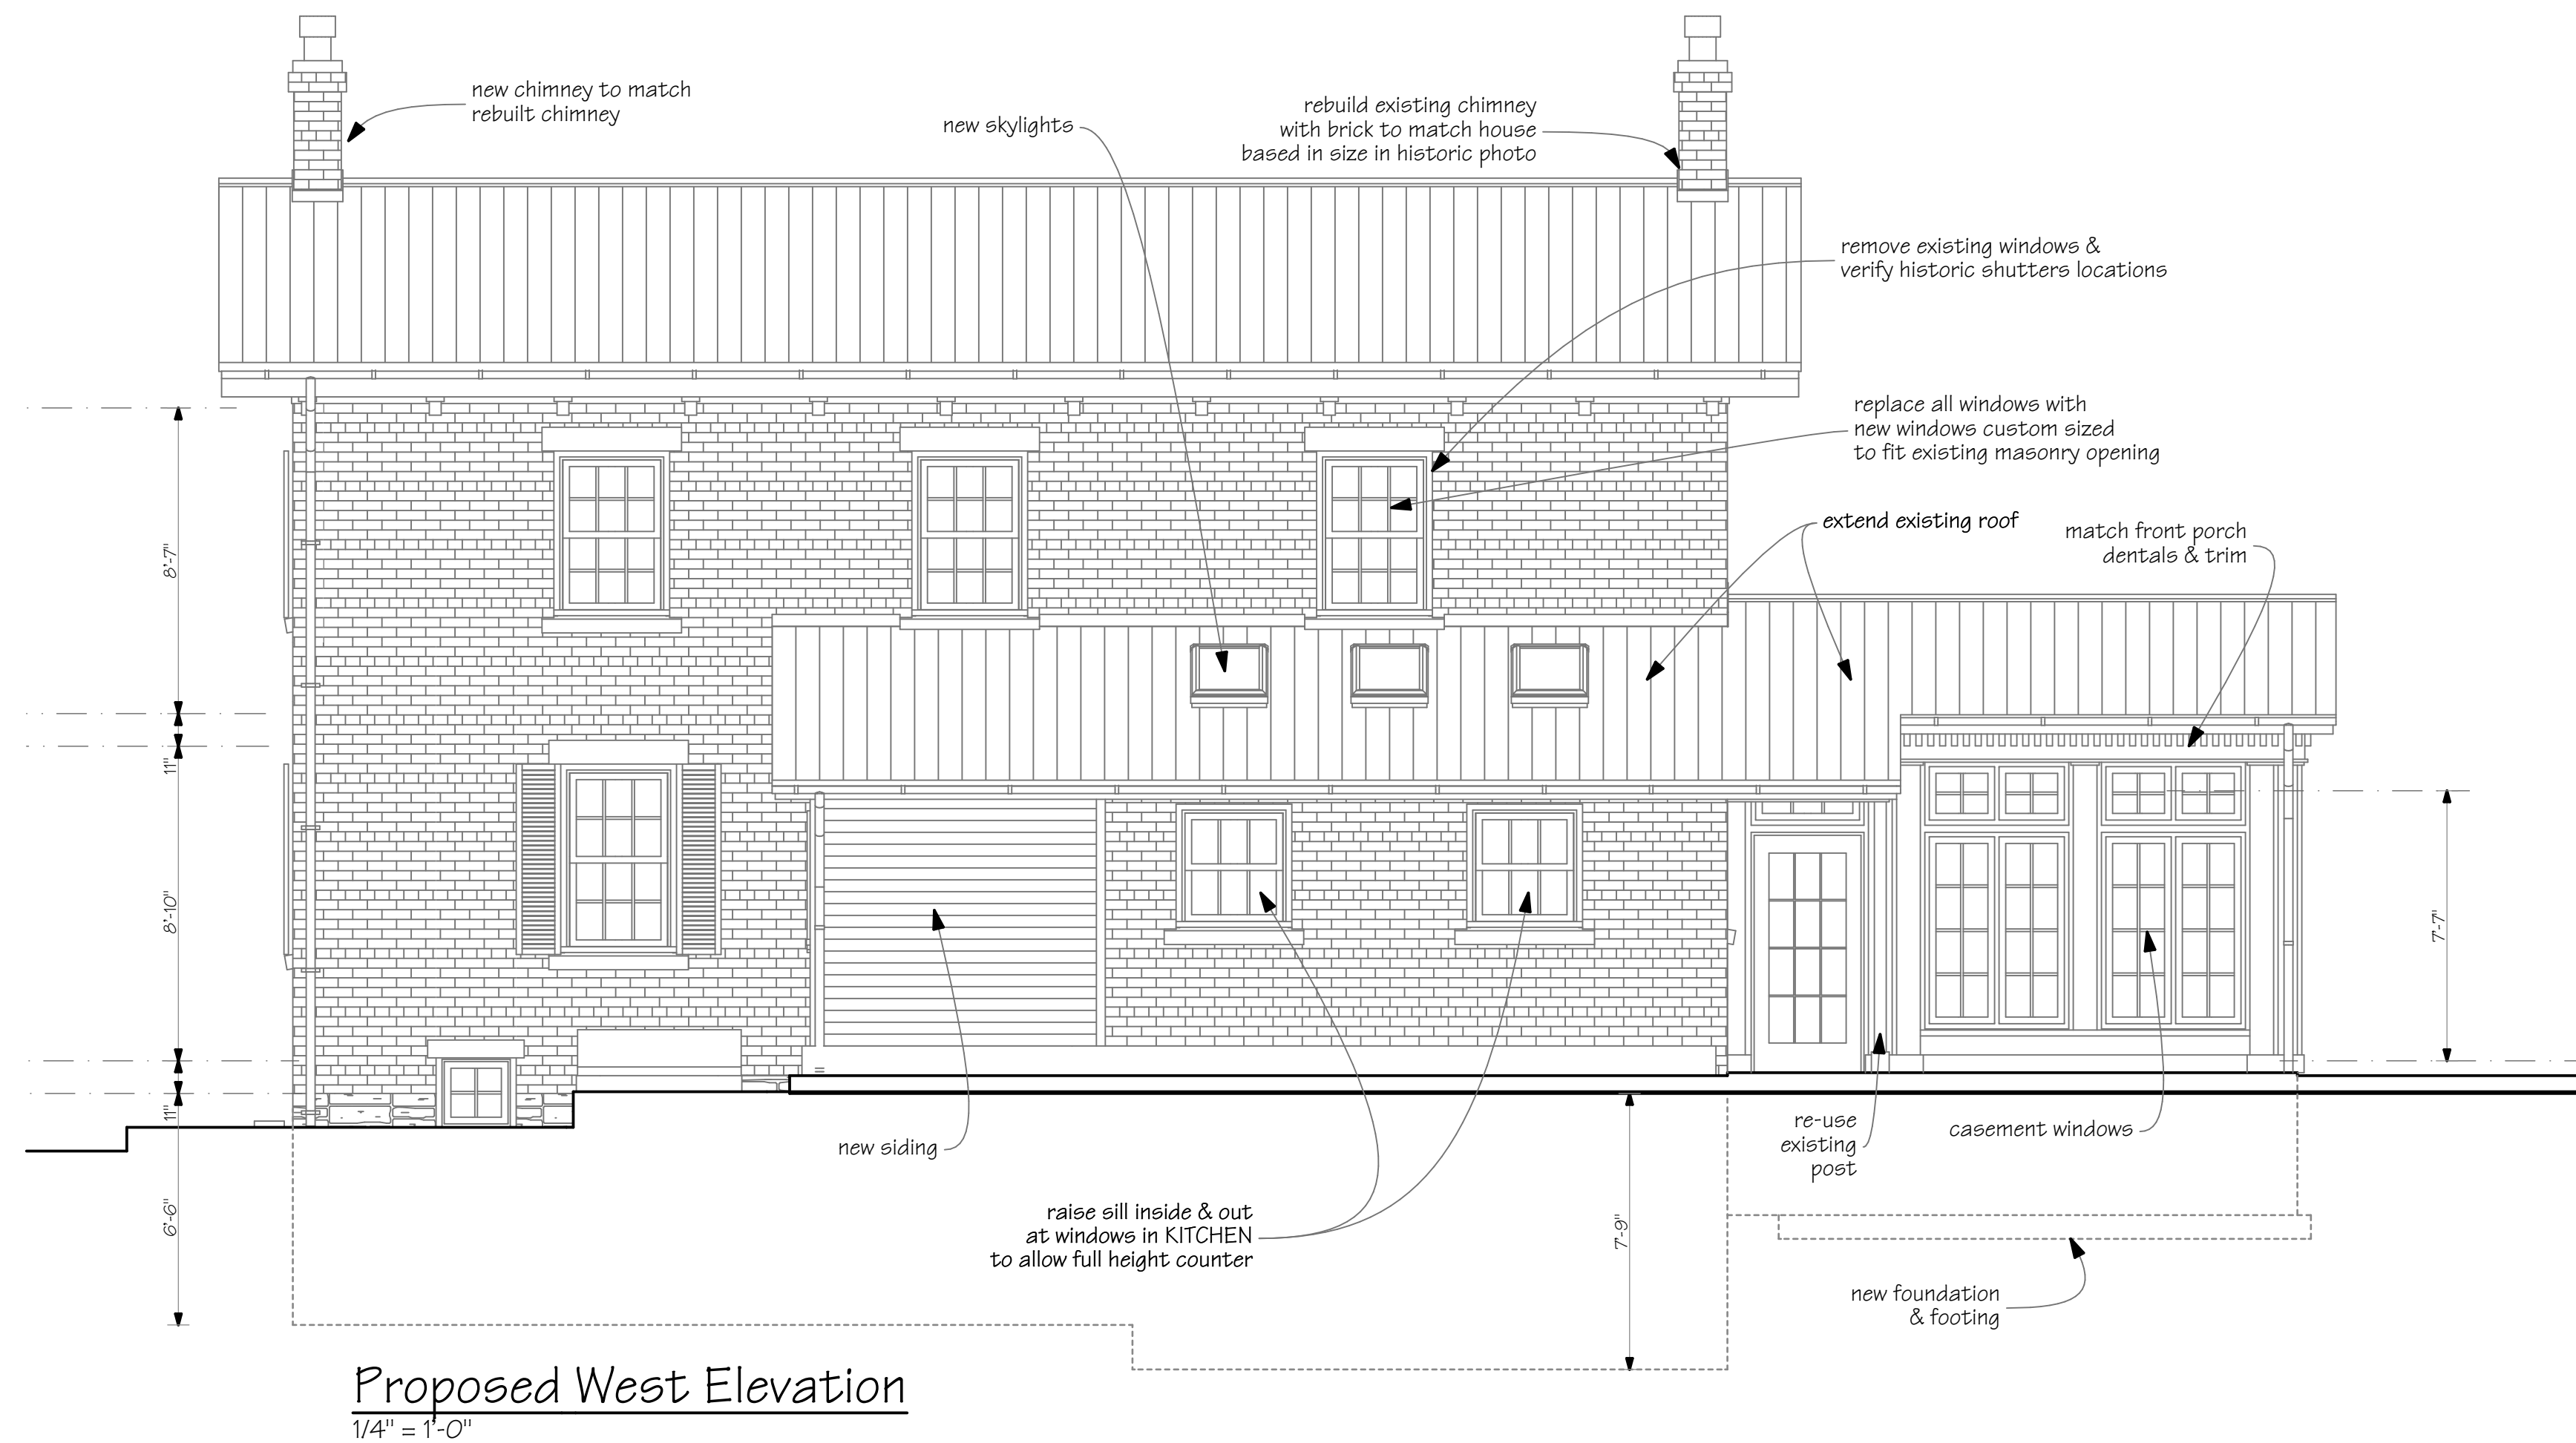 new chimney to match
rebuilt chimney
new skylights
rebuild existing chimney
with brick to match house
based in size in historic photo
remove existing windows &
verify historic shutters locations
replace all windows with
new windows custom sized
to fit existing masonry opening
extend existing roof
match front porch
dentals & trim
8'-7"
11"
8'-10"
11"
6'-6"
7'-7"
7'-9"
new siding
raise sill inside & out
at windows in KITCHEN
to allow full height counter
re-use
existing
post
casement windows
new foundation
& footing
Proposed West Elevation
1/4" = 1'-0"